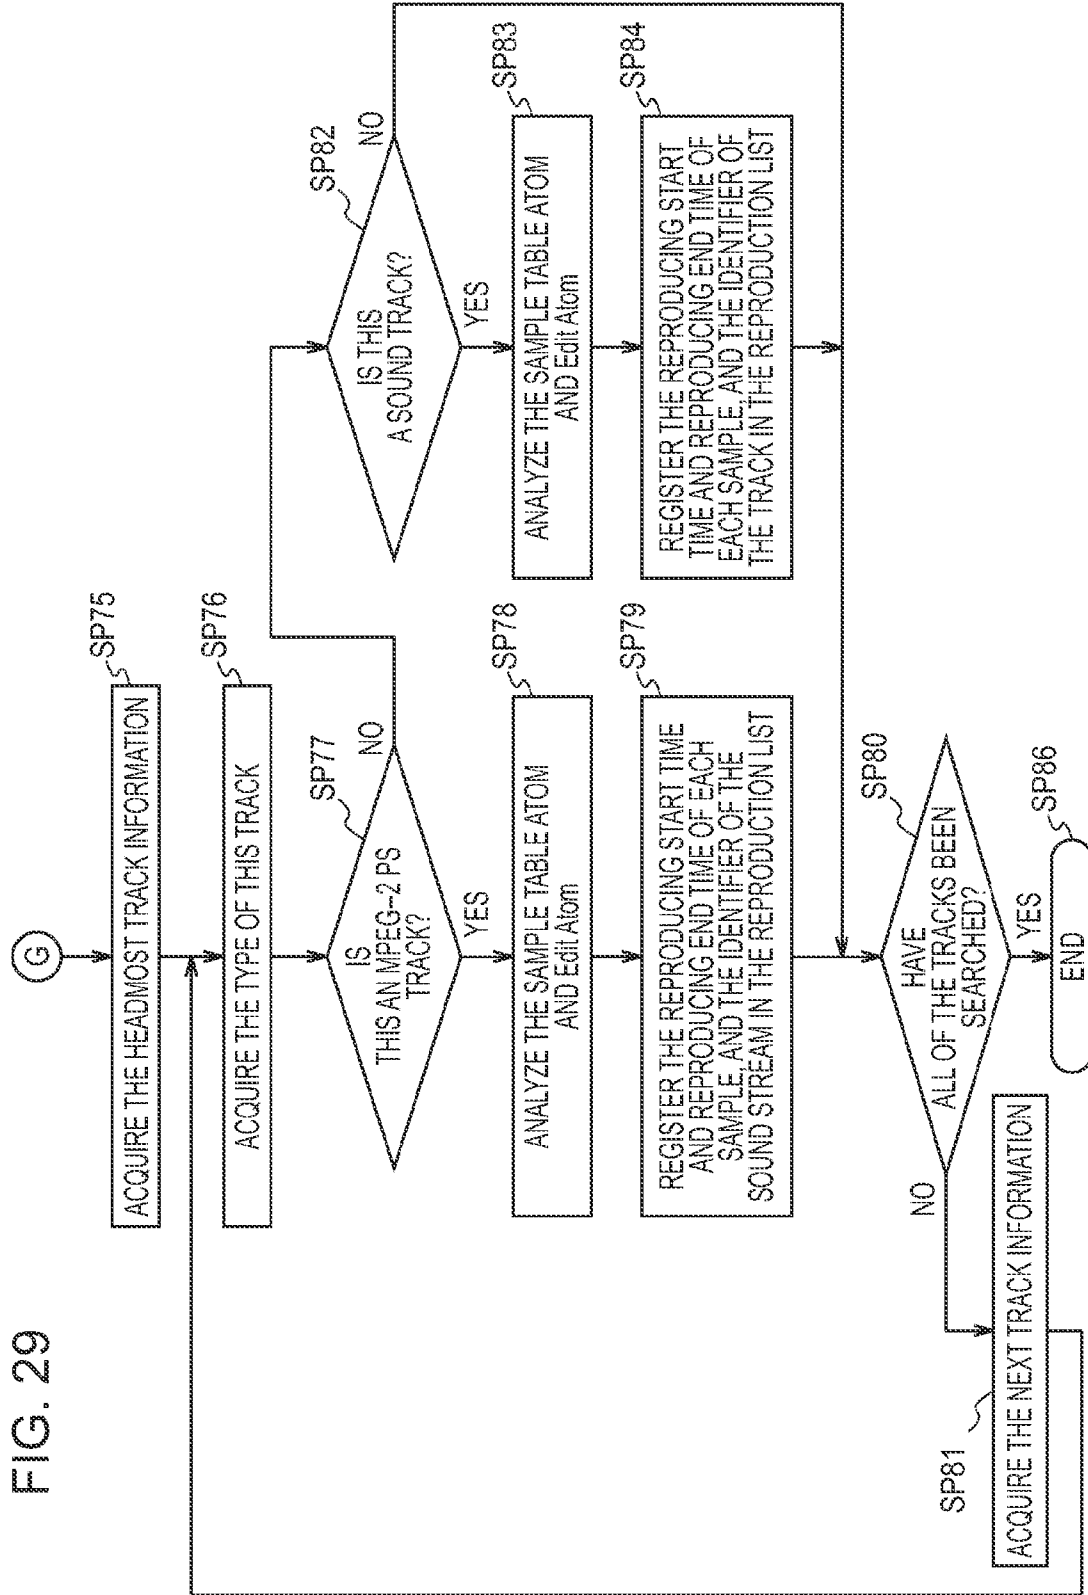 FIG. 29
G
ACQUIRE THE HEADMOST TRACK INFORMATION
SP75
ACQUIRE THE TYPE OF THIS TRACK
SP76
IS
THIS AN MPEG-2 PS
TRACK?
SP77
NO
YES
ANALYZE THE SAMPLE TABLE ATOM
AND Edit Atom
SP78
REGISTER THE REPRODUCING START TIME
AND REPRODUCING END TIME OF EACH
SAMPLE, AND THE IDENTIFIER OF THE
SOUND STREAM IN THE REPRODUCTION LIST
SP79
IS THIS
A SOUND TRACK?
SP82
NO
YES
ANALYZE THE SAMPLE TABLE ATOM
AND Edit Atom
SP83
REGISTER THE REPRODUCING START
TIME AND REPRODUCING END TIME OF
EACH SAMPLE, AND THE IDENTIFIER OF
THE TRACK IN THE REPRODUCTION LIST
SP84
HAVE
ALL OF THE TRACKS BEEN
SEARCHED?
SP80
NO
YES
SP81
ACQUIRE THE NEXT TRACK INFORMATION
END
SP86